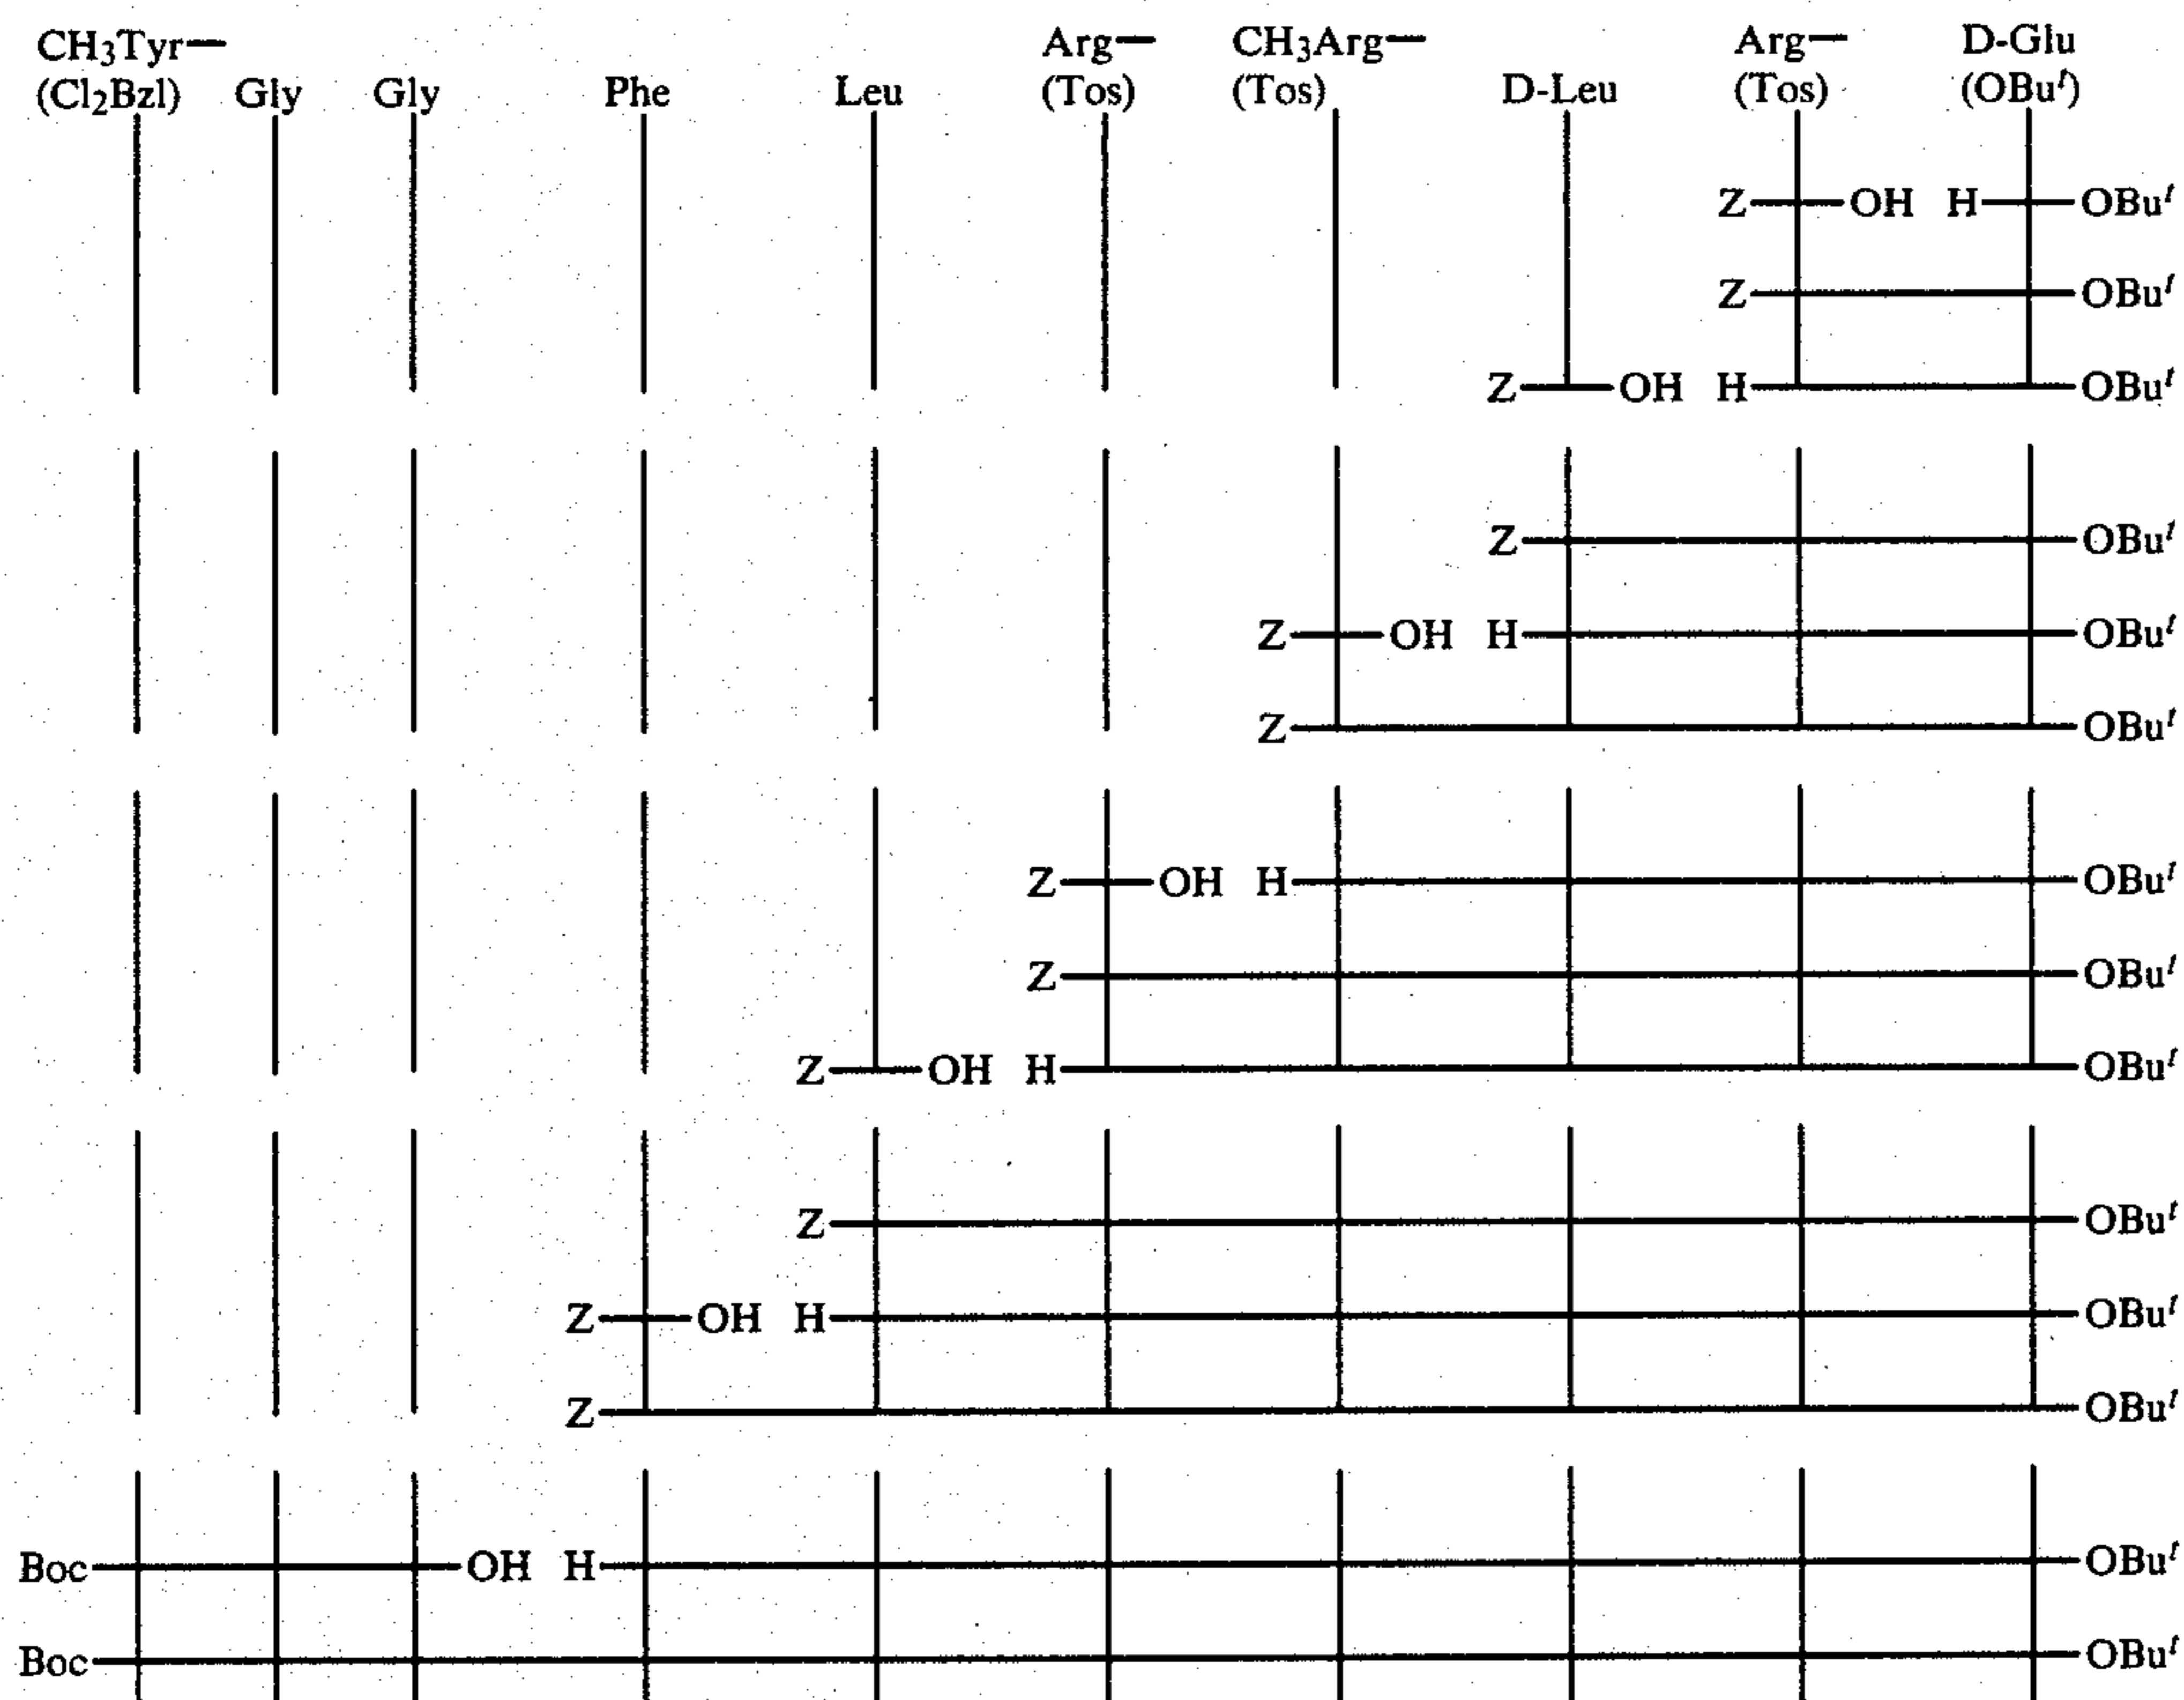 CH₃Tyr— Arg— CH₃Arg— Arg— D-Glu
(Cl₂Bzl) Gly Gly Phe Leu (Tos) (Tos) D-Leu (Tos) (OBuᵗ)
Z OH H OBuᵗ
Z OBuᵗ
Z OH H OBuᵗ
Z OBuᵗ
Z OH H OBuᵗ
Z OBuᵗ
Z OH H OBuᵗ
Z OBuᵗ
Z OH H OBuᵗ
Z OBuᵗ
Z OH H OBuᵗ
Z OBuᵗ
Boc OH H OBuᵗ
Boc OBuᵗ